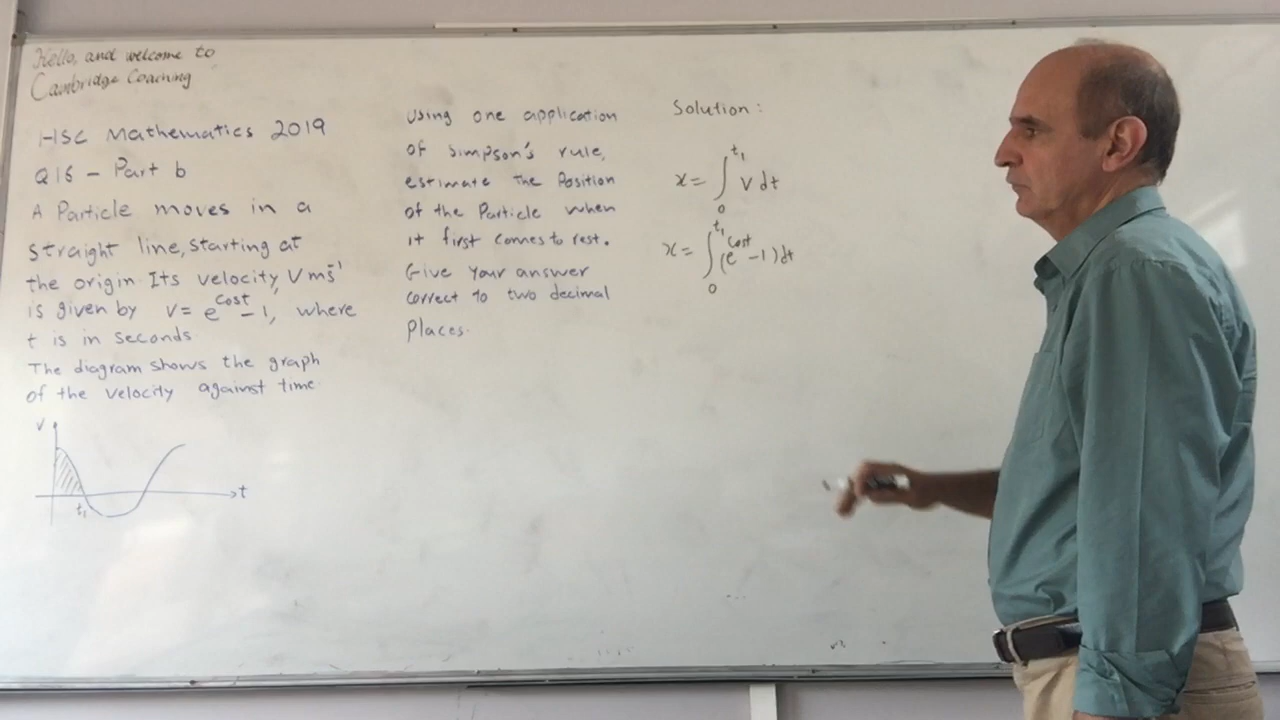 Hello, and welcome to
Cambridge Coaching
HSC Mathematics 2019
Q16 – Part b
A Particle moves in a
straight line, starting at
the origin. Its velocity, V ms⁻¹
is given by v = e^cost – 1, where
t is in seconds
The diagram shows the graph
of the velocity against time.
v
t₁
t
Using one application
of Simpson's rule,
estimate the Position
of the Particle when
it first comes to rest.
Give your answer
correct to two decimal
places.
Solution:
x = ∫₀^t₁ v dt
x = ∫₀^t₁ (e^cost – 1) dt